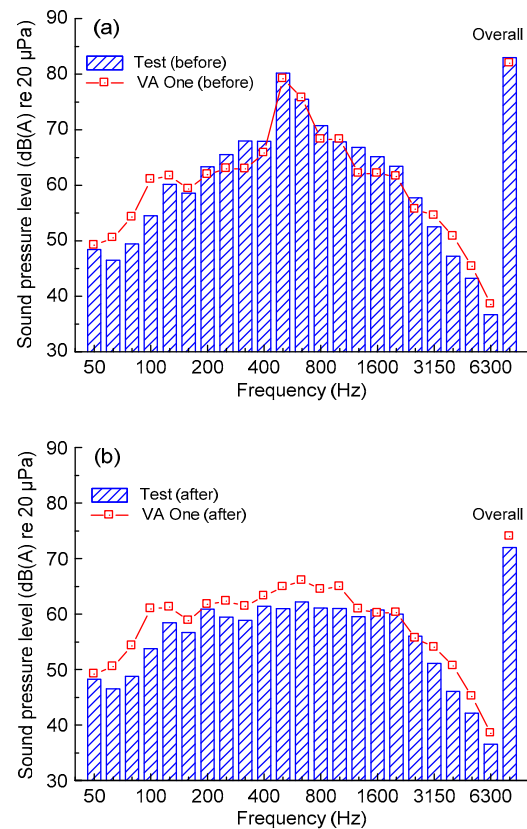 (a)
Overall
Test (before)
VA One (before)
Sound pressure level (dB(A) re 20 μPa)
90
80
70
60
50
40
30
50 100 200 400 800 1600 3150 6300
Frequency (Hz)
(b)
Overall
Test (after)
VA One (after)
Sound pressure level (dB(A) re 20 μPa)
90
80
70
60
50
40
30
50 100 200 400 800 1600 3150 6300
Frequency (Hz)